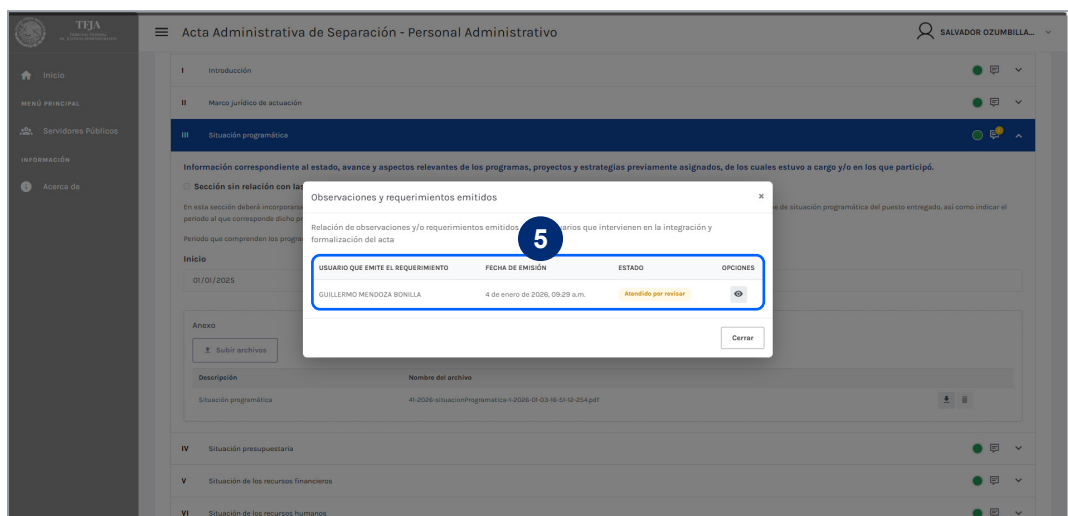 TFJA
TRIBUNAL FEDERAL
DE JUSTICIA ADMINISTRATIVA
Acta Administrativa de Separación - Personal Administrativo
SALVADOR OZUMBILLA...
Inicio
MENÚ PRINCIPAL
Servidores Públicos
INFORMACIÓN
Acerca de
I Introducción
II Marco jurídico de actuación
III Situación programática
Información correspondiente al estado, avance y aspectos relevantes de los programas, proyectos y estrategias previamente asignados, de los cuales estuvo a cargo y/o en los que participó.
Sección sin relación con las
En esta sección deberá incorporarse
e de situación programática del puesto entregado, así como indicar el
periodo al que corresponde dicho
Periodo que comprenden los progra
Inicio
01/01/2025
Observaciones y requerimientos emitidos
×
Relación de observaciones y/o requerimientos emitidos
arios que intervienen en la integración y
formalización del acta
5
USUARIO QUE EMITE EL REQUERIMIENTO FECHA DE EMISIÓN ESTADO OPCIONES
GUILLERMO MENDOZA BONILLA 4 de enero de 2026, 09:29 a.m. Atendido por revisar
Cerrar
Anexo
Subir archivos
Descripción Nombre del archivo
Situación programática 41-2026-situacionProgramatica-1-2026-01-03-16-51-12-254.pdf
IV Situación presupuestaria
V Situación de los recursos financieros
VI Situación de los recursos humanos